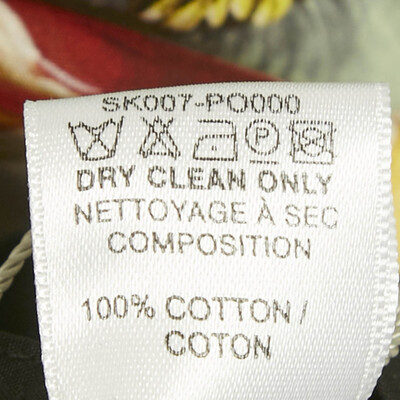 SK007-PO000
P
DRY CLEAN ONLY
NETTOYAGE À SEC
COMPOSITION
100% COTTON /
COTON